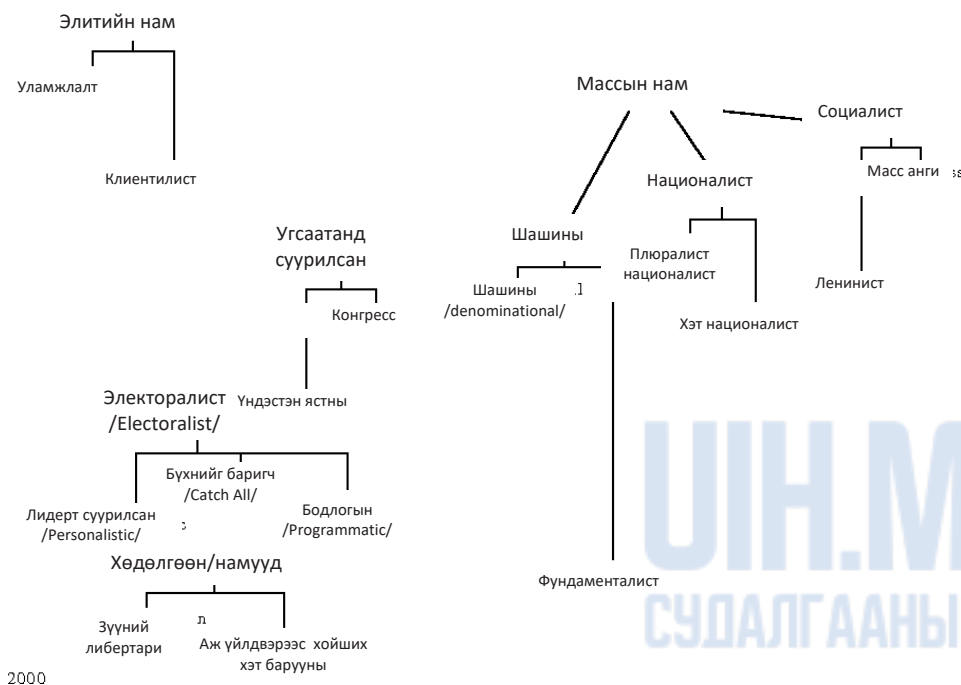 Элитийн нам
Уламжлалт
Клиентилист
Массын нам
Социалист
Масс анги
Националист
Ленинист
Шашины
Плюралист
националист
Шашины
/denominational/
Хэт националист
Фундаменталист
Угсаатанд
суурилсан
Конгресс
Үндэстэн ястны
Электоралист
/Electoralist/
Бүхнийг баригч
/Catch All/
Лидерт суурилсан
/Personalistic/
Бодлогын
/Programmatic/
Хөдөлгөөн/намууд
Зүүний
либертари
n
Аж үйлдвэрээс хойших
хэт барууны
2000
UIH.M
СУДАЛГААНЫ